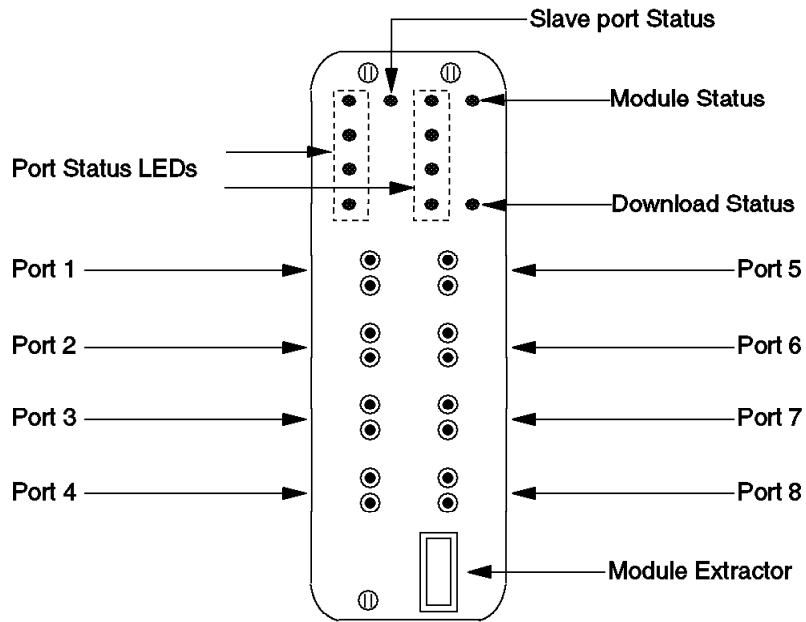 Slave port Status
Module Status
Port Status LEDs
Download Status
Port 1
Port 5
Port 2
Port 6
Port 3
Port 7
Port 4
Port 8
Module Extractor